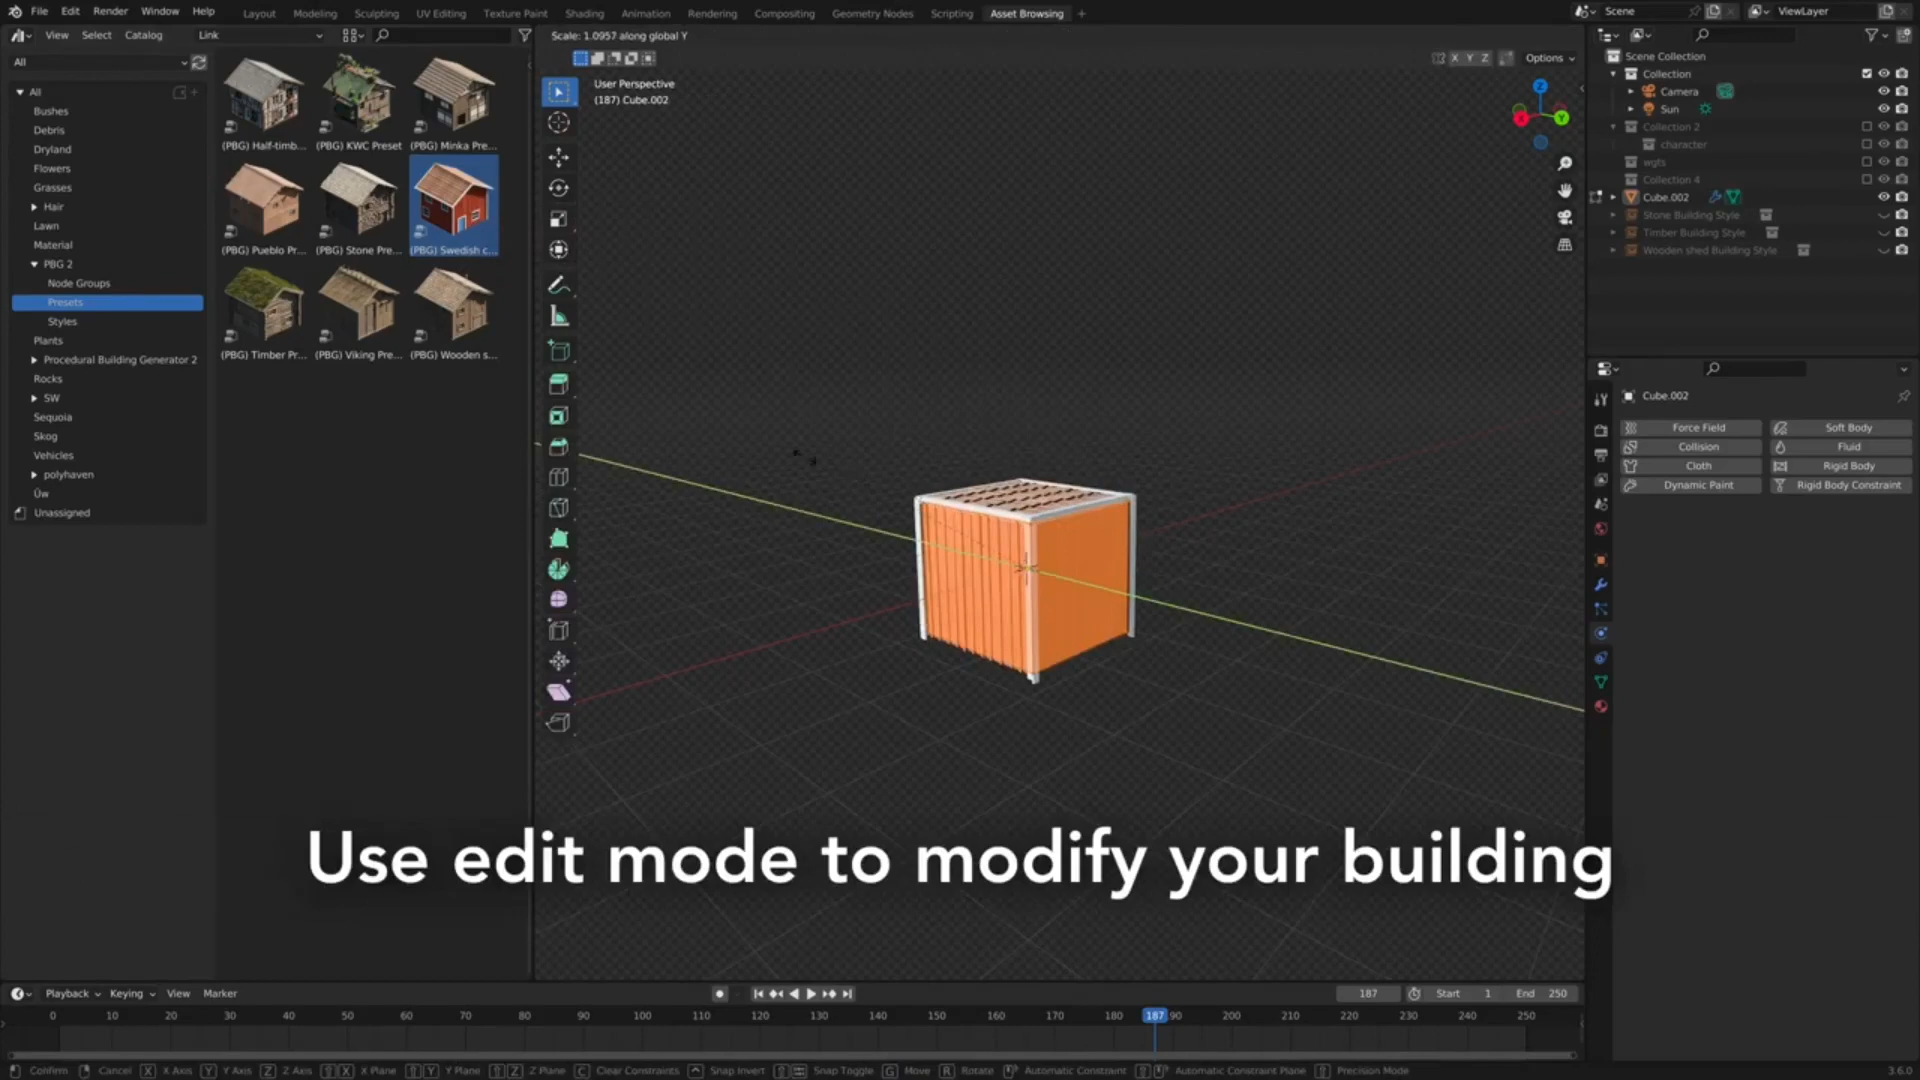 File Edit Render Window Help Layout Modeling Sculpting UV Editing Texture Paint Shading Animation Rendering Compositing Geometry Nodes Scripting Asset Browsing + Scene ViewLayer
View Select Catalog Link Scale: 1.0957 along global Y
All
X Y Z Options
User Perspective
(187) Cube.002
All
Bushes
Debris
Dryland
Flowers
Grasses
Hair
Lawn
Material
PBG 2
Node Groups
Presets
Styles
Plants
Procedural Building Generator 2
Rocks
SW
Sequoia
Skog
Vehicles
polyhaven
Üw
Unassigned
(PBG) Half-timb... (PBG) KWC Preset (PBG) Minka Pre...
(PBG) Pueblo Pr... (PBG) Stone Pre... (PBG) Swedish c...
(PBG) Timber Pr... (PBG) Viking Pre... (PBG) Wooden s...
Z
X Y
Scene Collection
Collection
Camera
Sun
Collection 2
character
wgts
Collection 4
Cube.002
Stone Building Style
Timber Building Style
Wooden shed Building Style
Cube.002
Force Field Soft Body
Collision Fluid
Cloth Rigid Body
Dynamic Paint Rigid Body Constraint
Use edit mode to modify your building
Playback Keying View Marker 187 Start 1 End 250
0 10 20 30 40 50 60 70 80 90 100 110 120 130 140 150 160 170 180 187 90 200 210 220 230 240 250
Confirm Cancel X X Axis Y Y Axis Z Z Axis X X Plane Y Y Plane Z Z Plane C Clear Constraints Snap Invert Snap Toggle G Move R Rotate Automatic Constraint Automatic Constraint Plane Precision Mode 3.6.0